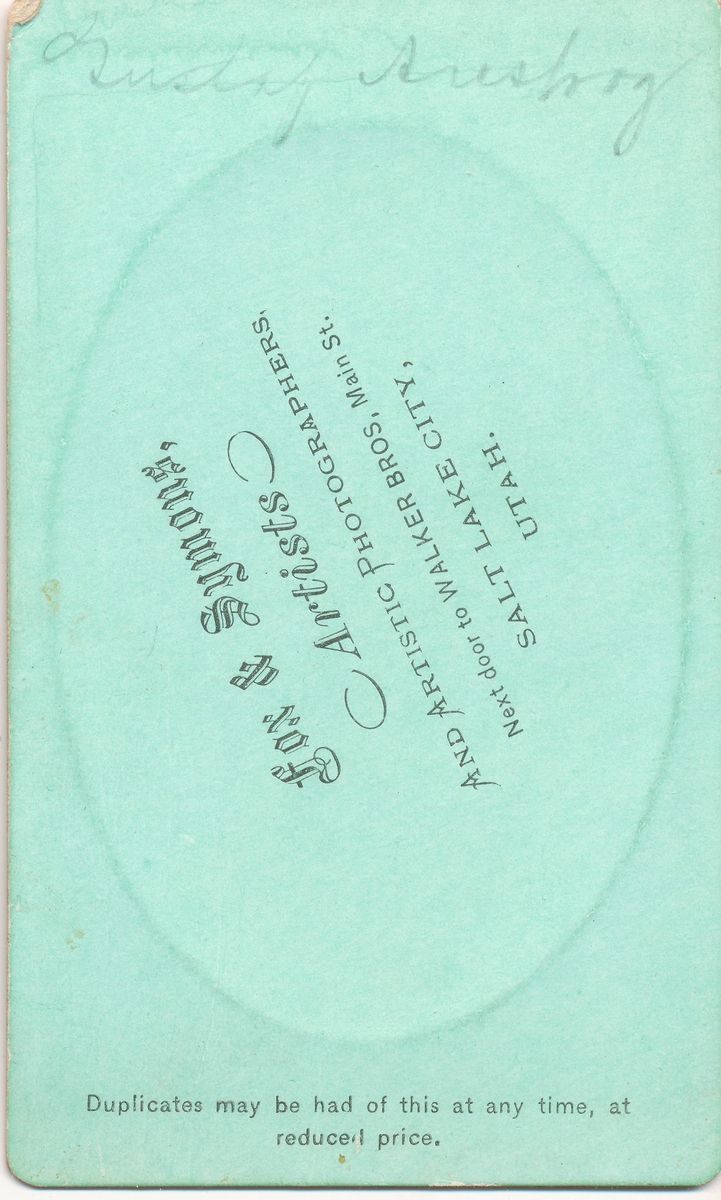 Gustaf
Fox & Symons,
Artists
AND ARTISTIC PHOTOGRAPHERS,
Next door to WALKER BROS, Main St.
SALT LAKE CITY,
UTAH.
Duplicates may be had of this at any time, at
reduced price.